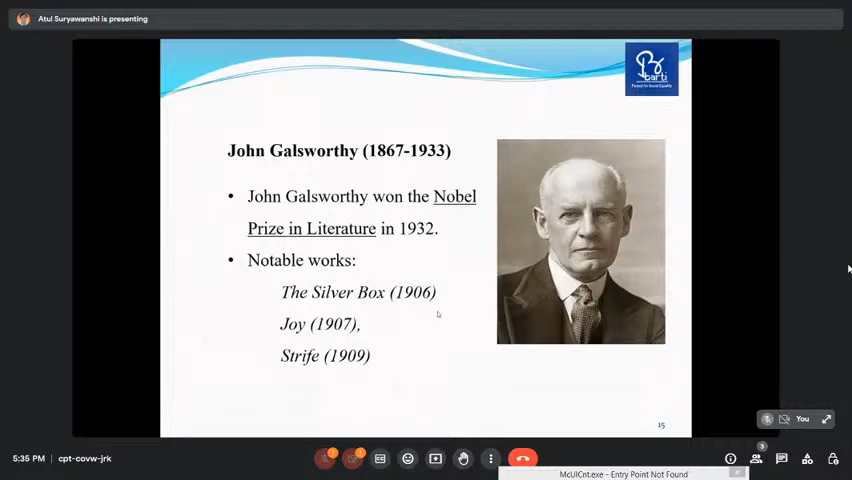 Atul Suryawanshi is presenting
barti
John Galsworthy (1867-1933)
• John Galsworthy won the Nobel
Prize in Literature in 1932.
• Notable works:
The Silver Box (1906)
Joy (1907),
Strife (1909)
15
You
3
5:35 PM | cpt-covw-jrk
McUICnt.exe - Entry Point Not Found